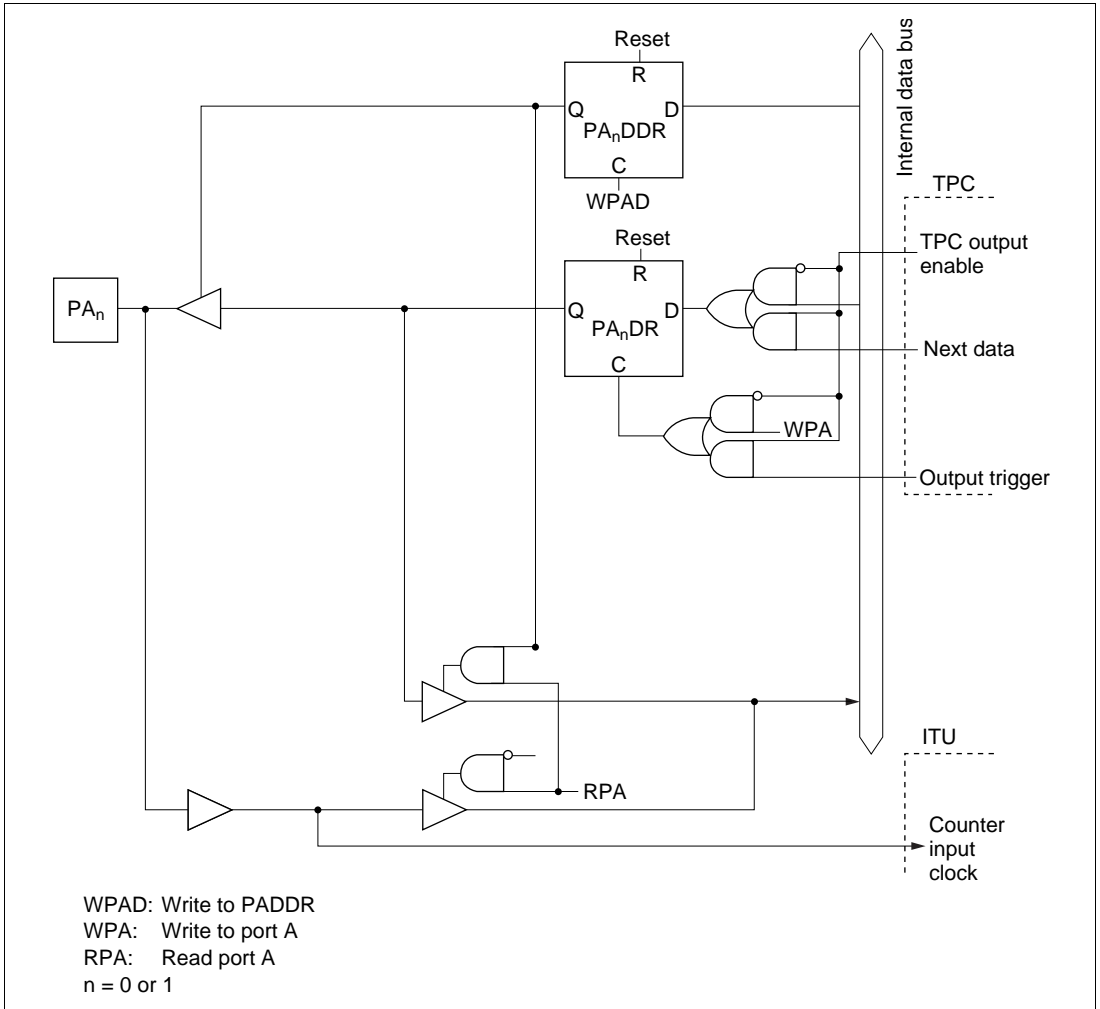 Reset
R
Q
D
PAnDDR
C
WPAD
Internal data bus
TPC
Reset
R
Q
D
PAnDR
C
PAn
TPC output
enable
Next data
WPA
Output trigger
RPA
ITU
Counter
input
clock
WPAD: Write to PADDR
WPA: Write to port A
RPA: Read port A
n = 0 or 1